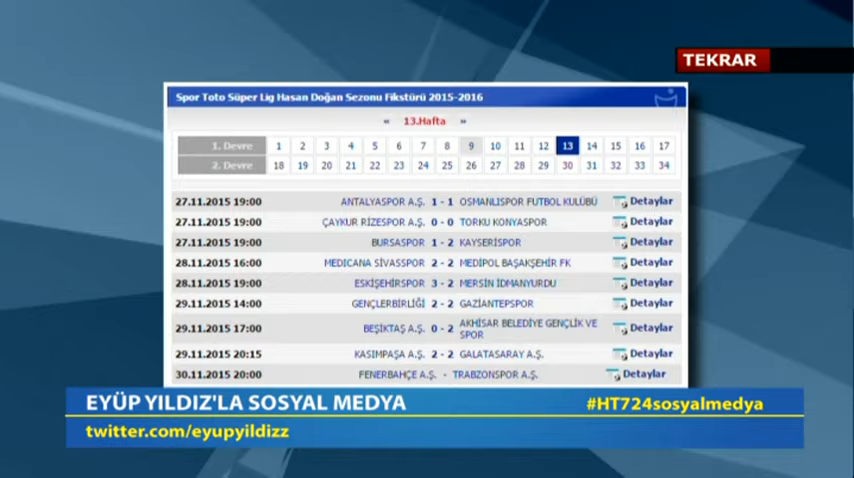 TEKRAR
Spor Toto Süper Lig Hasan Doğan Sezonu Fikstürü 2015-2016
« 13.Hafta »
1. Devre 1 2 3 4 5 6 7 8 9 10 11 12 13 14 15 16 17
2. Devre 18 19 20 21 22 23 24 25 26 27 28 29 30 31 32 33 34
27.11.2015 19:00 ANTALYASPOR A.Ş. 1 - 1 OSMANLISPOR FUTBOL KULÜBÜ Detaylar
27.11.2015 19:00 ÇAYKUR RİZESPOR A.Ş. 0 - 0 TORKU KONYASPOR Detaylar
27.11.2015 19:00 BURSASPOR 1 - 2 KAYSERİSPOR Detaylar
28.11.2015 16:00 MEDICANA SİVASSPOR 2 - 2 MEDİPOL BAŞAKŞEHİR FK Detaylar
28.11.2015 19:00 ESKİŞEHİRSPOR 3 - 2 MERSİN İDMANYURDU Detaylar
29.11.2015 14:00 GENÇLERBİRLİĞİ 2 - 2 GAZİANTEPSPOR Detaylar
29.11.2015 17:00 BEŞİKTAŞ A.Ş. 0 - 2 AKHİSAR BELEDİYE GENÇLİK VE
SPOR Detaylar
29.11.2015 20:15 KASIMPAŞA A.Ş. 2 - 2 GALATASARAY A.Ş. Detaylar
30.11.2015 20:00 FENERBAHÇE A.Ş. - TRABZONSPOR A.Ş. Detaylar
EYÜP YILDIZ'LA SOSYAL MEDYA #HT724sosyalmedya
twitter.com/eyupyildizz